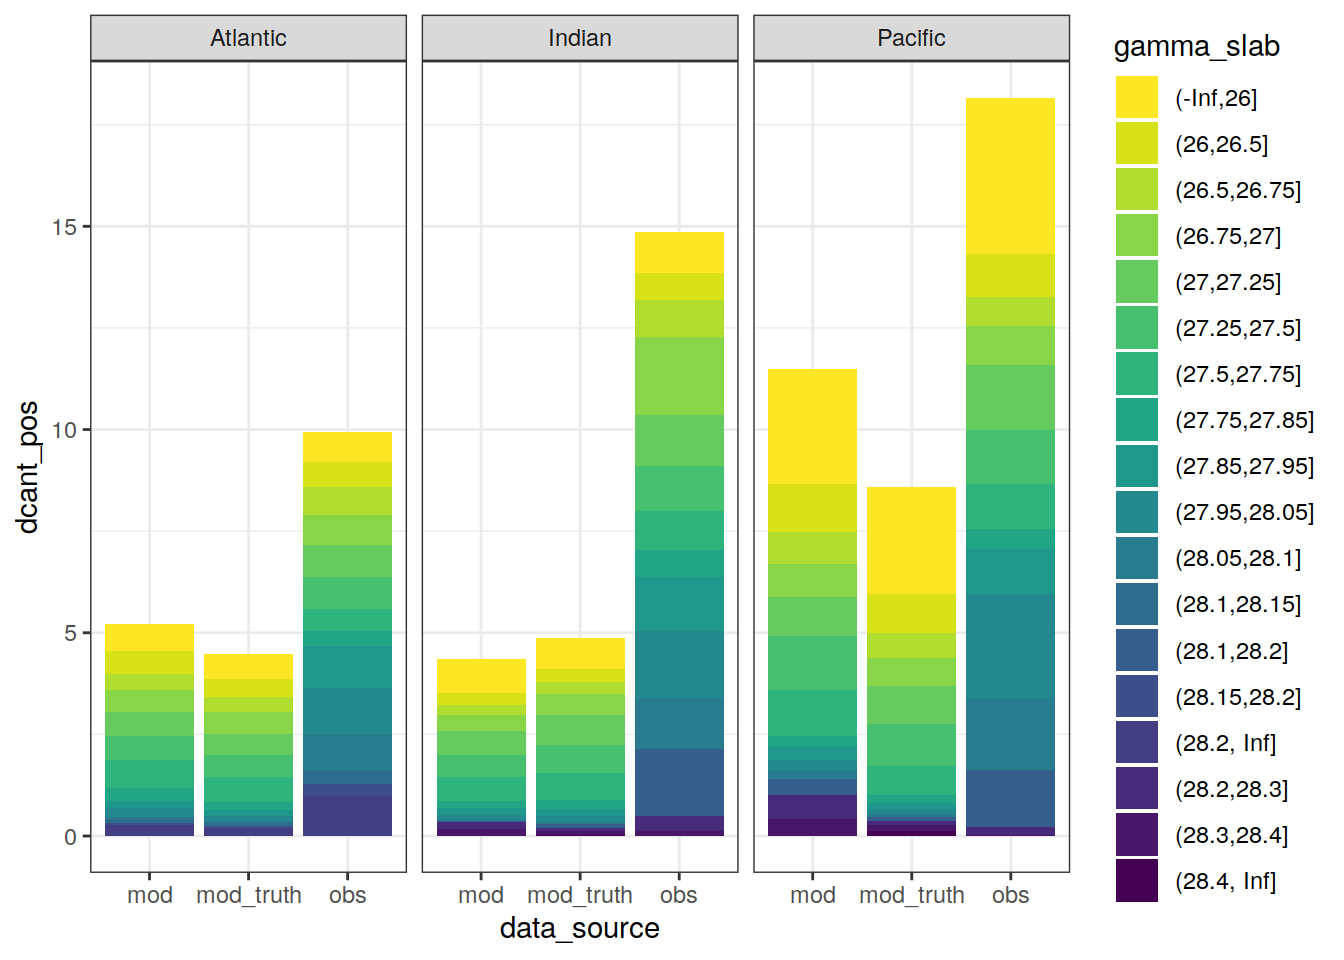 Atlantic
Indian
Pacific
dcant_pos
15
10
5
0
mod
mod_truth
obs
mod
mod_truth
obs
mod
mod_truth
obs
data_source
gamma_slab
(-Inf,26]
(26,26.5]
(26.5,26.75]
(26.75,27]
(27,27.25]
(27.25,27.5]
(27.5,27.75]
(27.75,27.85]
(27.85,27.95]
(27.95,28.05]
(28.05,28.1]
(28.1,28.15]
(28.1,28.2]
(28.15,28.2]
(28.2, Inf]
(28.2,28.3]
(28.3,28.4]
(28.4, Inf]